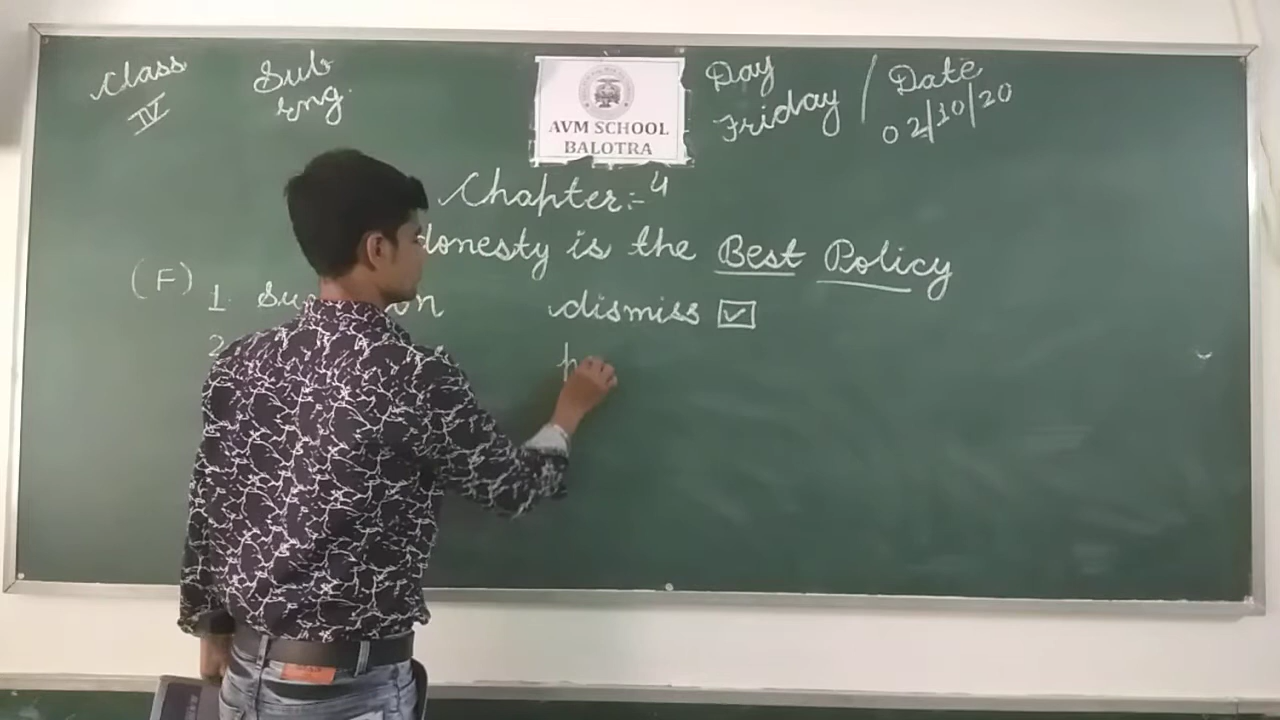 Class Sub Day / Date
IV Eng. Friday 02/10/20
AVM SCHOOL
BALOTRA
Chapter:- 4
is the Best Policy
(F) 1. dismiss
2.